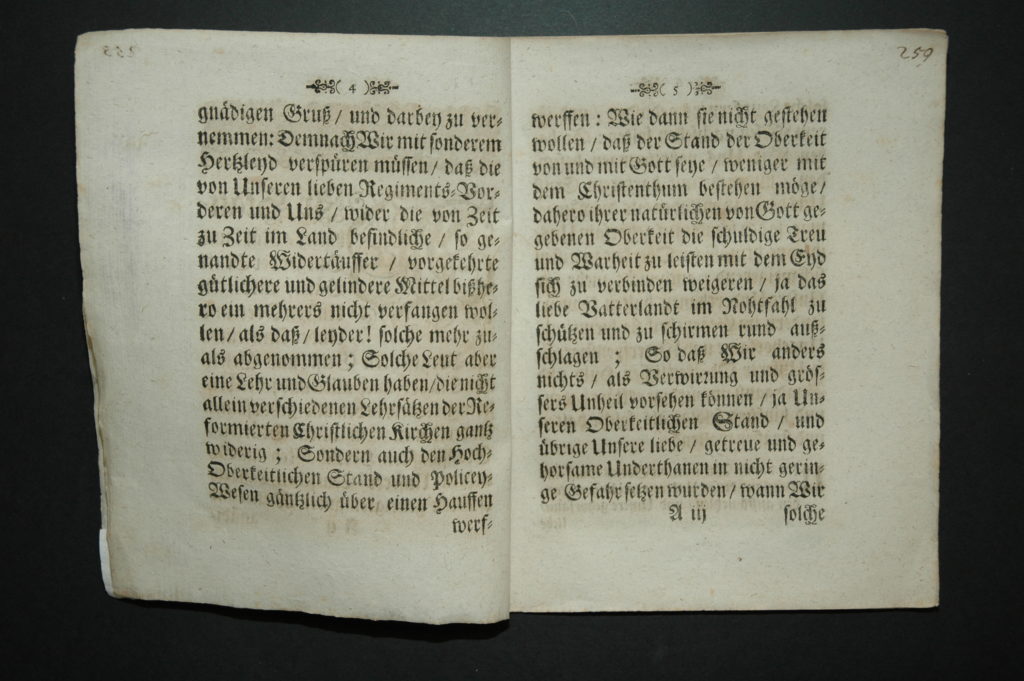 ( 4 )
gnädigen Gruß / und darbey zu ver-
nemmen: Demnach Wir mit sonderem
Hertzleyd verspüren müssen / daß die
von Unseren lieben Regiments-Vor-
deren und Uns / wider die von Zeit
zu Zeit im Land befindliche / so ge-
nandte Widertäuffer / vorgekehrte
gütlichere und gelindere Mittel bißhe-
ro ein mehrers nicht verfangen wol-
len / als daß / leyder! solche mehr zu-
als abgenommen ; Solche Leut aber
eine Lehr und Glauben haben / die nicht
allein verschiedenen Lehrsätzen der Re-
formierten Christlichen Kirchen gantz
widerig ; Sondern auch den Hoch-
Oberkeitlichen Stand und Policey-
Wesen gäntzlich über einen Hauffen
werf-
259
( 5 )
werffen : Wie dann sie nicht gestehen
wollen / daß der Stand der Oberkeit
von und mit Gott seye / weniger mit
dem Christenthum bestehen möge /
dahero ihrer natürlichen von Gott ge-
gebenen Oberkeit die schuldige Treu
und Warheit zu leisten mit dem Eyd
sich zu verbinden weigeren / ja das
liebe Vatterlandt im Nohtfahl zu
schützen und zu schirmen rund auß-
schlagen ; So daß Wir anders
nichts / als Verwirrung und grös-
sers Unheil vorsehen können / ja Un-
seren Oberkeitlichen Stand / und
übrige Unsere liebe / getreue und ge-
horsame Underthanen in nicht gerin-
ge Gefahr setzen wurden / wann Wir
A iij solche